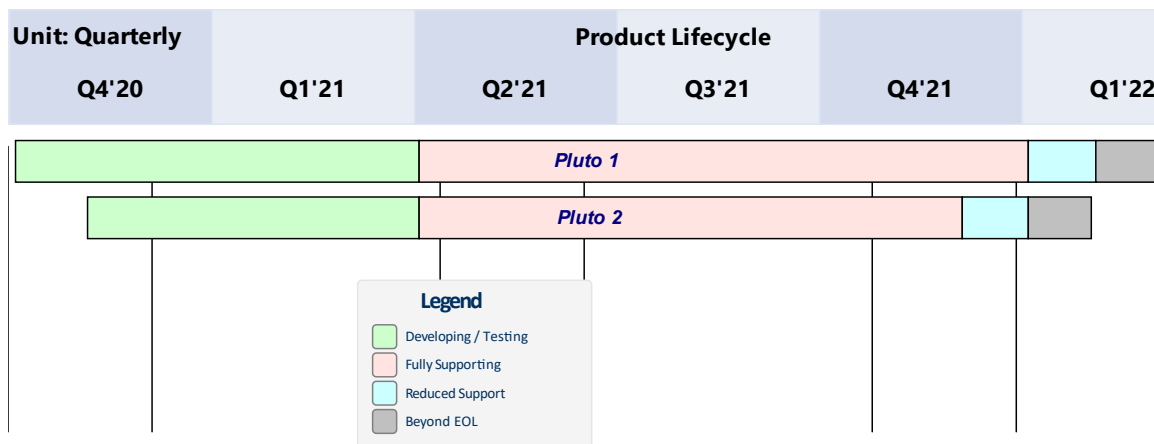 Unit: Quarterly Product Lifecycle
Q4'20 Q1'21 Q2'21 Q3'21 Q4'21 Q1'22
Pluto 1
Pluto 2
Legend
Developing / Testing
Fully Supporting
Reduced Support
Beyond EOL